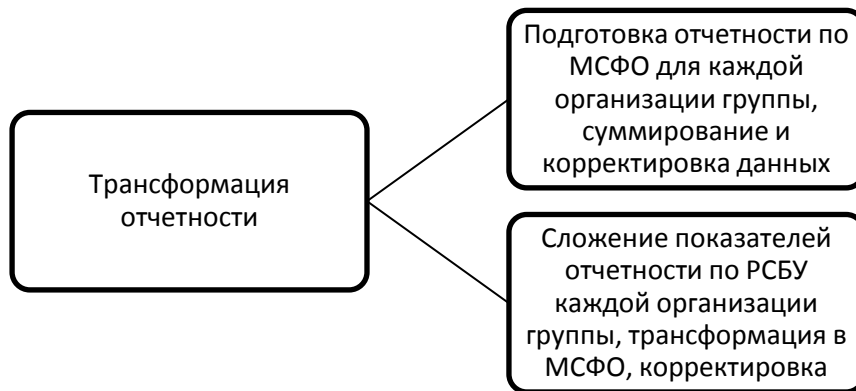 Трансформация
отчетности
Подготовка отчетности по
МСФО для каждой
организации группы,
суммирование и
корректировка данных
Сложение показателей
отчетности по РСБУ
каждой организации
группы, трансформация в
МСФО, корректировка